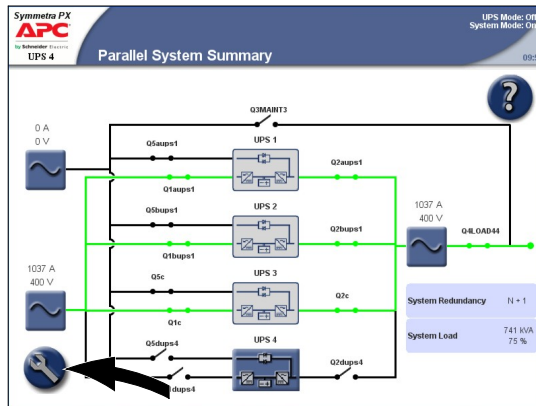 Symmetra PX
APC
by Schneider Electric
UPS 4
Parallel System Summary
UPS Mode: Off
System Mode: On
09:5
?
Q3MAINT3
0 A
0 V
Q5aups1
UPS 1
Q2aups1
Q1aups1
Q5bups1
UPS 2
Q2bups1
Q1bups1
1037 A
400 V
Q4LOAD44
1037 A
400 V
Q5c
UPS 3
Q2c
Q1c
System Redundancy N + 1
System Load 741 kVA
75 %
Q5dups4
UPS 4
Q2dups4
dups4